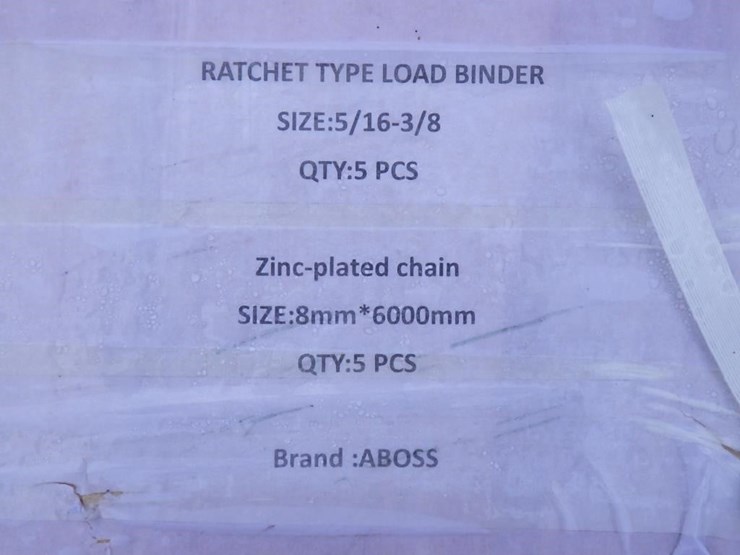 RATCHET TYPE LOAD BINDER
SIZE:5/16-3/8
QTY:5 PCS
Zinc-plated chain
SIZE:8mm*6000mm
QTY:5 PCS
Brand :ABOSS